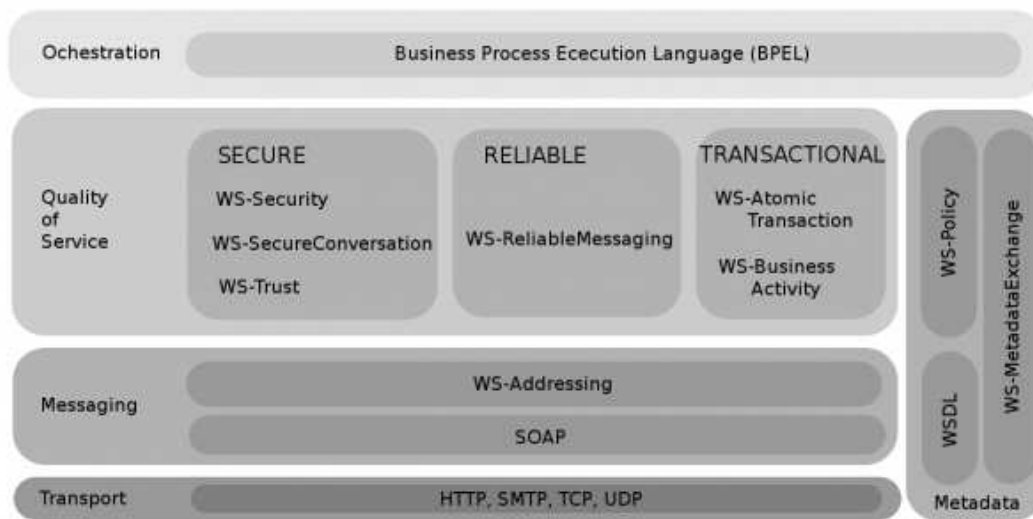 Ochestration
Business Process Ececution Language (BPEL)
Quality
of
Service
SECURE
WS-Security
WS-SecureConversation
WS-Trust
RELIABLE
WS-ReliableMessaging
TRANSACTIONAL
WS-Atomic
Transaction
WS-Business
Activity
WS-Policy
WS-MetadataExchange
WSDL
Metadata
Messaging
WS-Addressing
SOAP
Transport
HTTP, SMTP, TCP, UDP